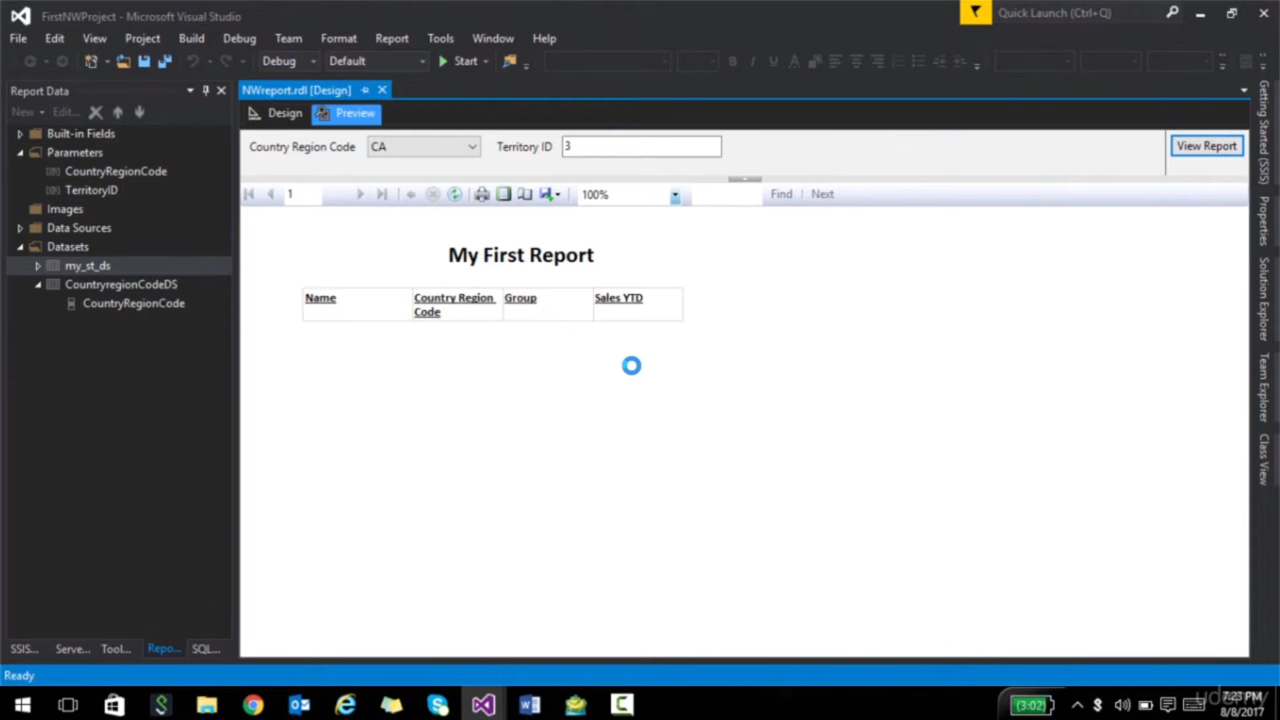 FirstNWProject - Microsoft Visual Studio
Quick Launch (Ctrl+Q)
File Edit View Project Build Debug Team Format Report Tools Window Help
Debug Default Start
Report Data
NWreport.rdl [Design]
New Edit...
Design Preview
Built-in Fields
Parameters
CountryRegionCode
TerritoryID
Images
Data Sources
Datasets
my_st_ds
CountryregionCodeDS
CountryRegionCode
Country Region Code CA Territory ID 3 View Report
1 100% Find | Next
My First Report
Name Country Region Code Group Sales YTD
Getting Started (SSIS)
Properties
Solution Explorer
Team Explorer
Class View
SSIS... Serve... Tool... Repo... SQL...
Ready
(3:02)
7:23 PM
8/8/2017
udemy